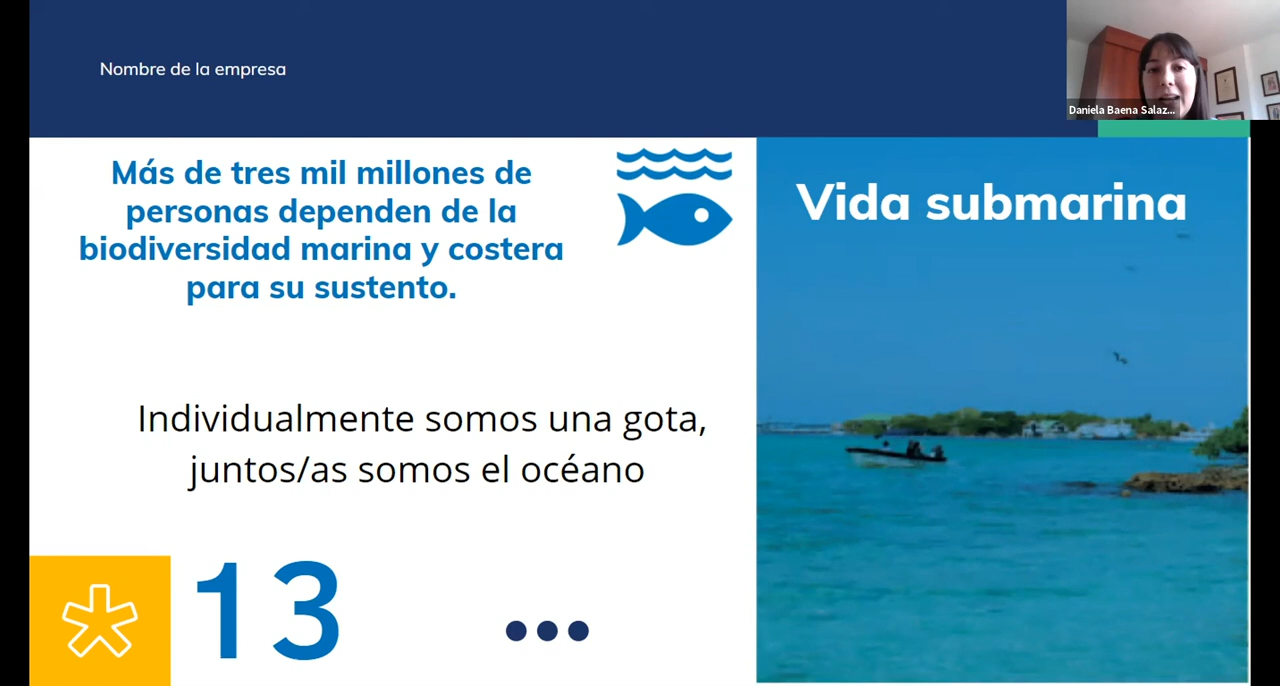 Nombre de la empresa
Daniela Baena Salaz...
Más de tres mil millones de
personas dependen de la
biodiversidad marina y costera
para su sustento.
Vida submarina
Individualmente somos una gota,
juntos/as somos el océano
13